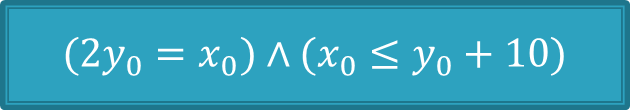 (2y₀ = x₀) ∧ (x₀ ≤ y₀ + 10)